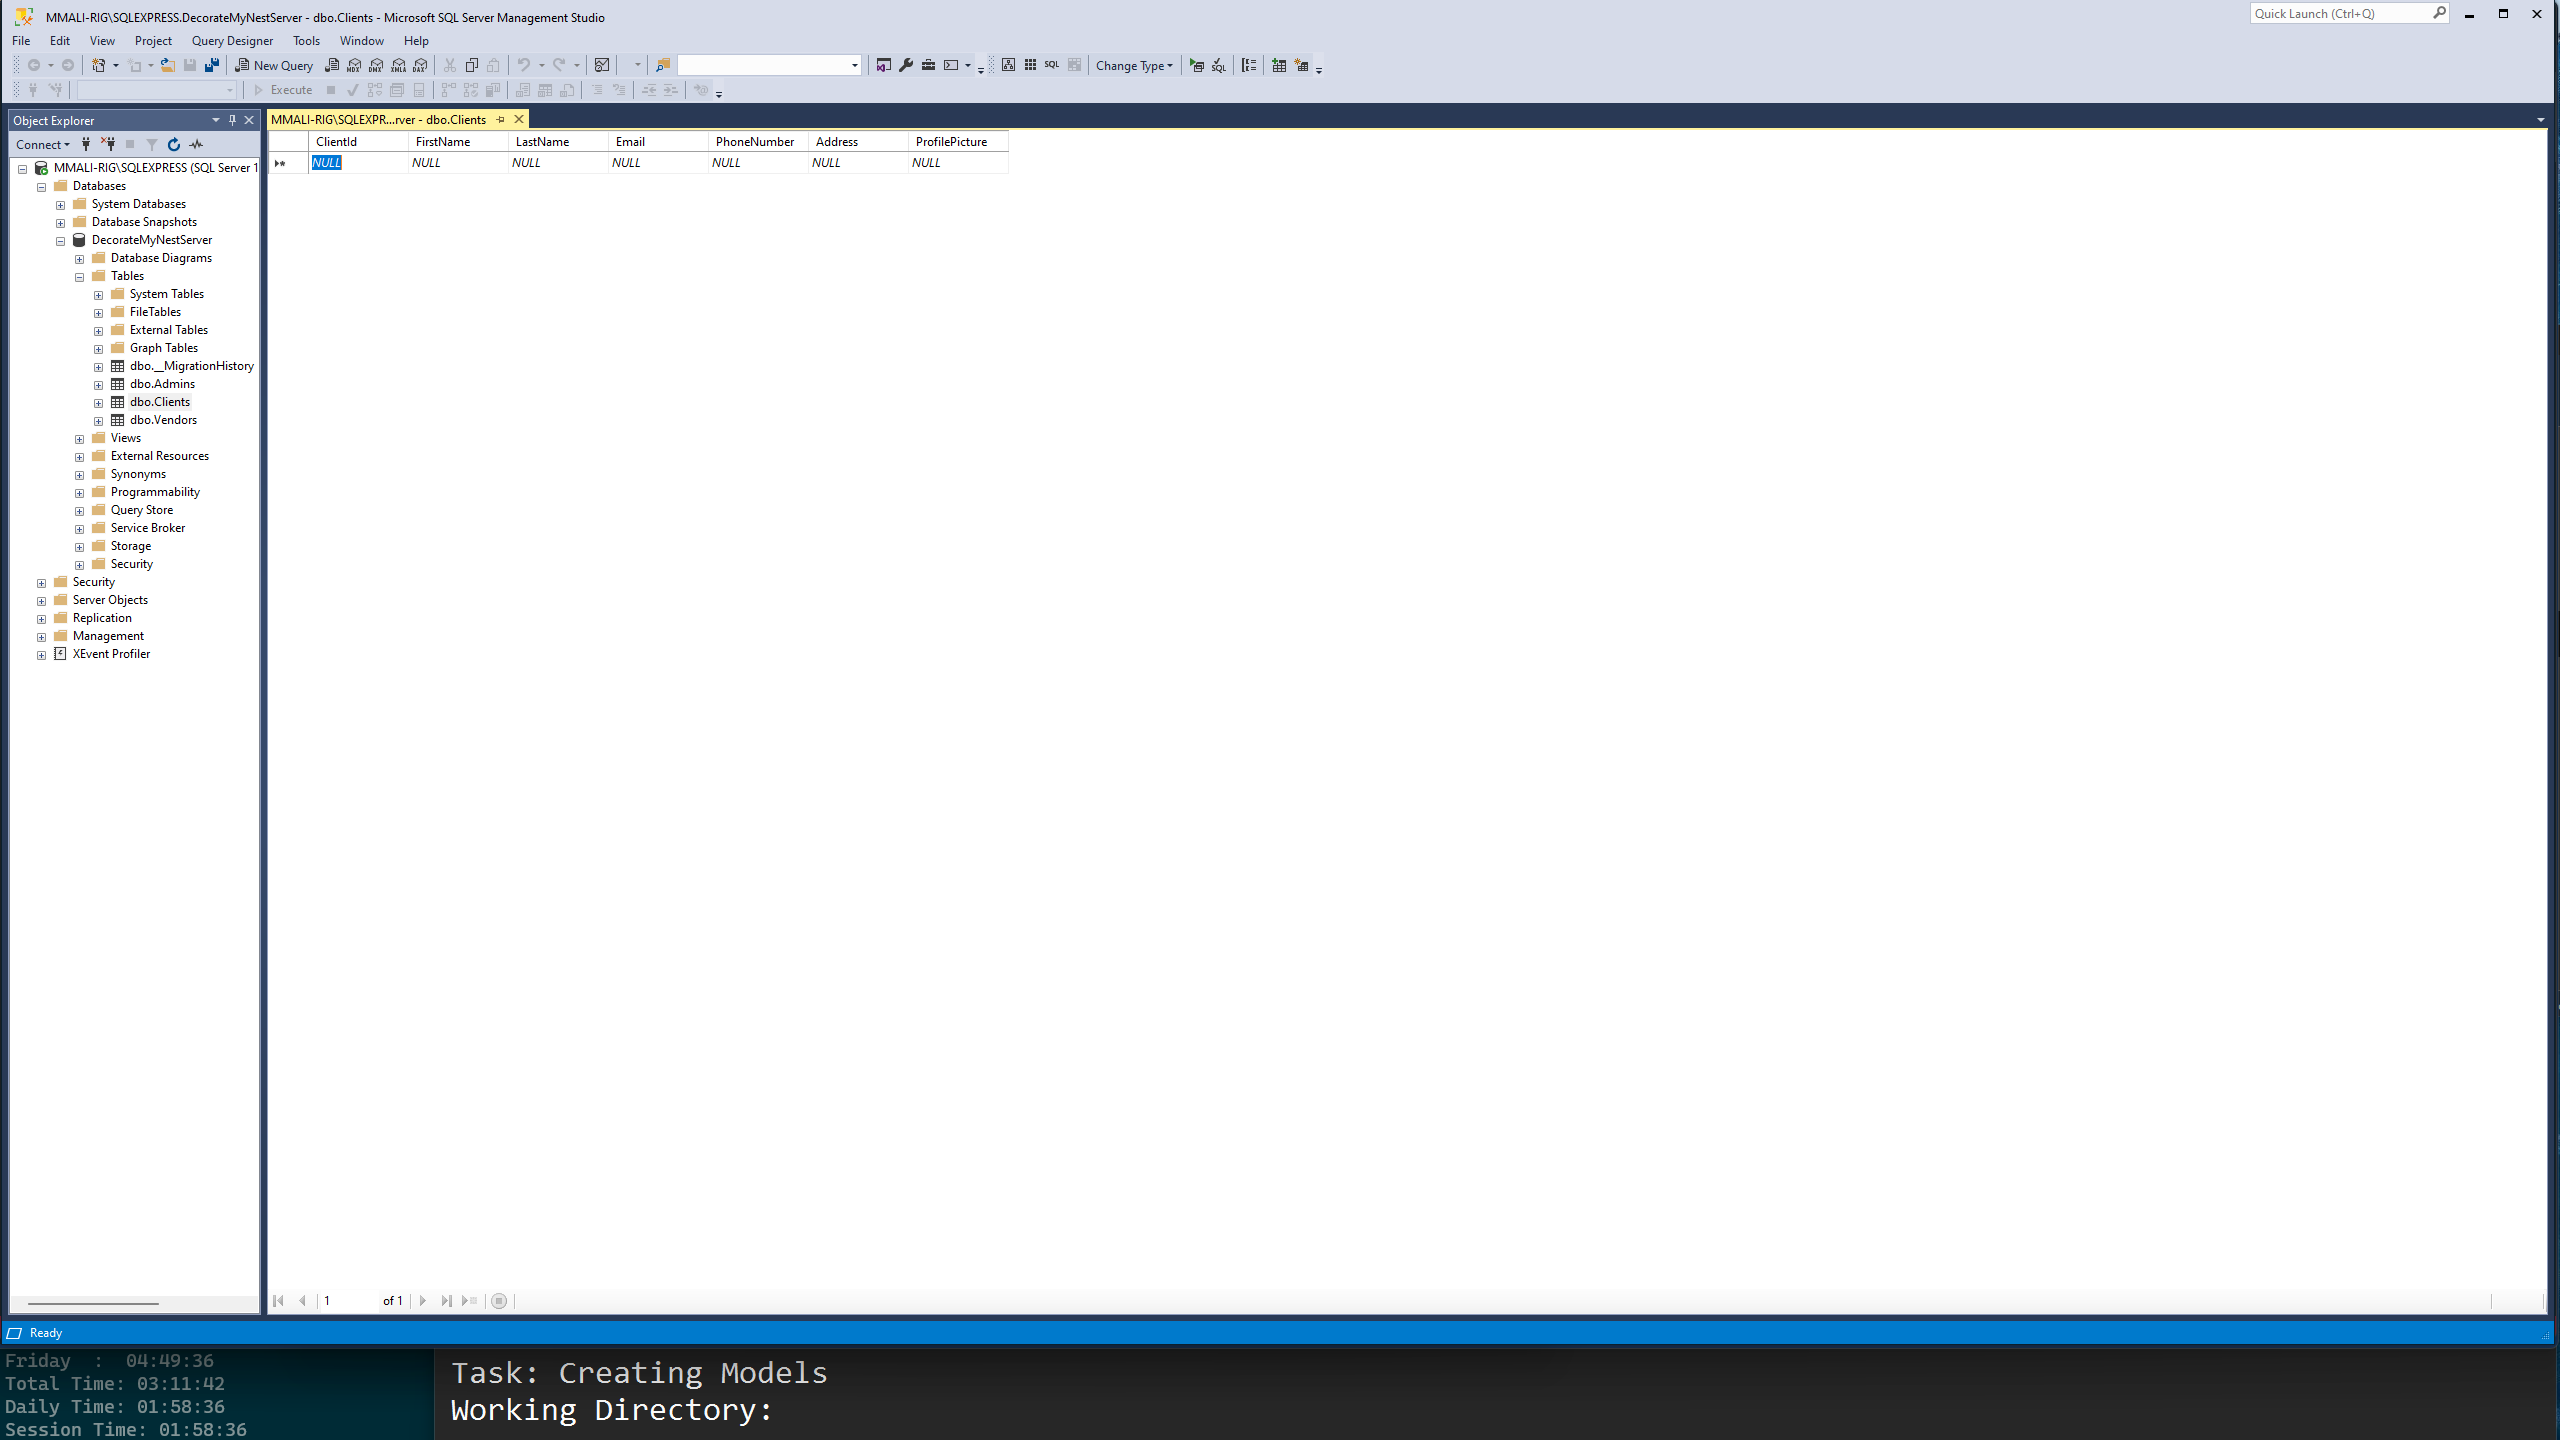 MMALI-RIG\SQLEXPRESS.DecorateMyNestServer - dbo.Clients - Microsoft SQL Server Management Studio
Quick Launch (Ctrl+Q)
File Edit View Project Query Designer Tools Window Help
New Query MDX DMX XMLA DAX SQL Change Type SQL
Execute
Object Explorer
MMALI-RIG\SQLEXPR...rver - dbo.Clients
Connect
ClientId FirstName LastName Email PhoneNumber Address ProfilePicture
NULL NULL NULL NULL NULL NULL NULL
MMALI-RIG\SQLEXPRESS (SQL Server 1
Databases
System Databases
Database Snapshots
DecorateMyNestServer
Database Diagrams
Tables
System Tables
FileTables
External Tables
Graph Tables
dbo.__MigrationHistory
dbo.Admins
dbo.Clients
dbo.Vendors
Views
External Resources
Synonyms
Programmability
Query Store
Service Broker
Storage
Security
Security
Server Objects
Replication
Management
XEvent Profiler
1 of 1
Ready
Friday : 04:49:36
Total Time: 03:11:42
Daily Time: 01:58:36
Session Time: 01:58:36
Task: Creating Models
Working Directory: